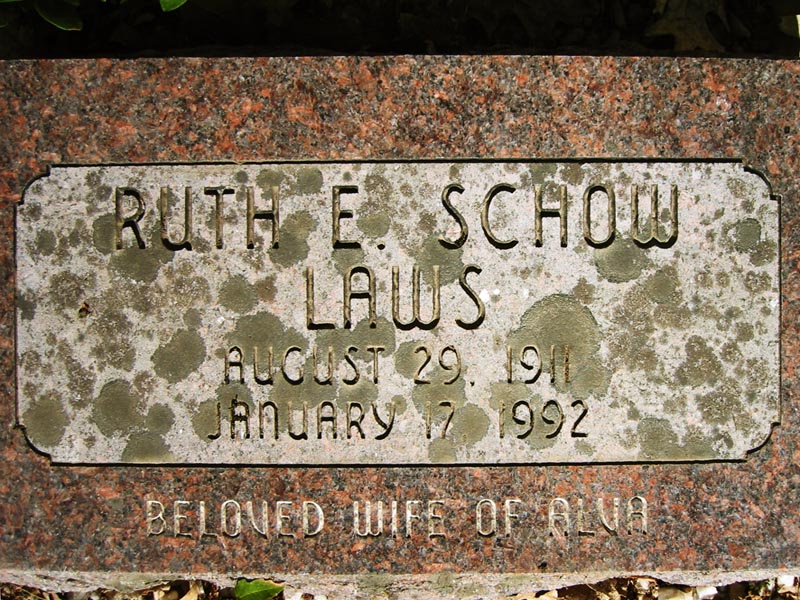 RUTH E. SCHOW
LAWS
AUGUST 29, 1911
JANUARY 17, 1992
BELOVED WIFE OF ALVA